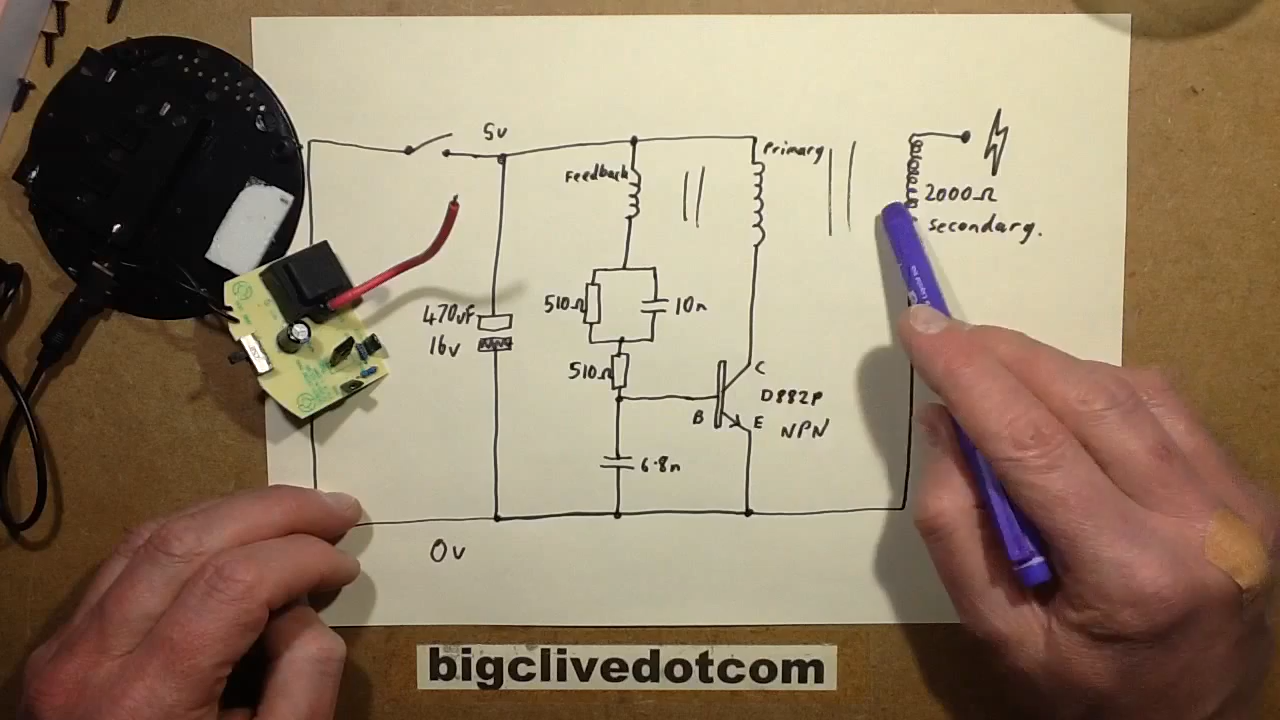 5v
Primary
Feedback
2000Ω
secondary.
510Ω
10n
470uF
16v
510Ω
C
D882P
B
E
NPN
6.8n
0v
bigclivedotcom